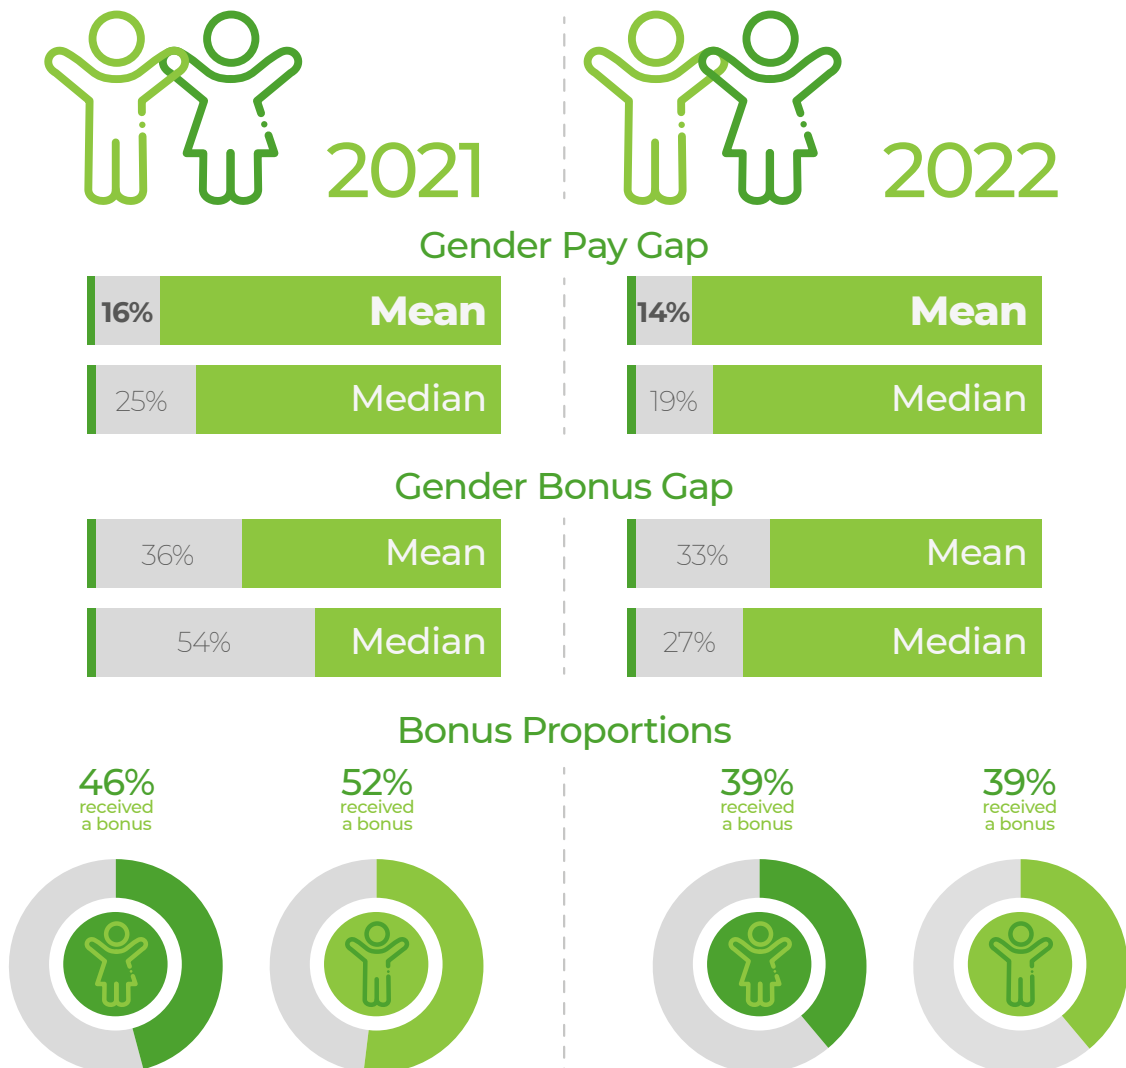 2021
2022
Gender Pay Gap
16% Mean
14% Mean
25% Median
19% Median
Gender Bonus Gap
36% Mean
33% Mean
54% Median
27% Median
Bonus Proportions
46%
received
a bonus
52%
received
a bonus
39%
received
a bonus
39%
received
a bonus